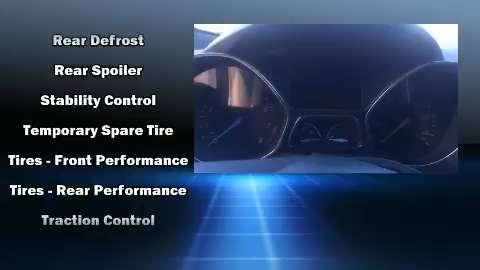 Rear Defrost
Rear Spoiler
Stability Control
Temporary Spare Tire
Tires - Front Performance
Tires - Rear Performance
Traction Control